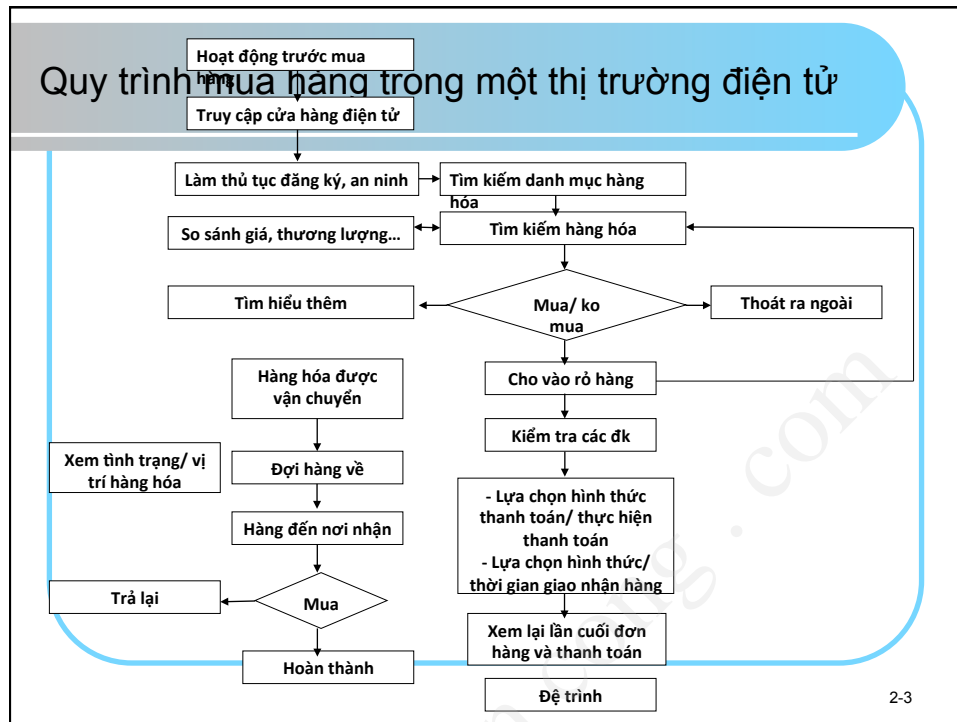 Hoạt động trước mua
hàng
Quy trình mua hàng trong một thị trường điện tử
Truy cập cửa hàng điện tử
Làm thủ tục đăng ký, an ninh
Tìm kiếm danh mục hàng
hóa
So sánh giá, thương lượng...
Tìm kiếm hàng hóa
Tìm hiểu thêm
Mua/ ko
mua
Thoát ra ngoài
Hàng hóa được
vận chuyển
Cho vào rỏ hàng
Kiểm tra các đk
Xem tình trạng/ vị
trí hàng hóa
Đợi hàng về
- Lựa chọn hình thức
thanh toán/ thực hiện
thanh toán
- Lựa chọn hình thức/
thời gian giao nhận hàng
Hàng đến nơi nhận
Trả lại
Mua
Xem lại lần cuối đơn
hàng và thanh toán
Hoàn thành
Đệ trình
2-3
cong . com